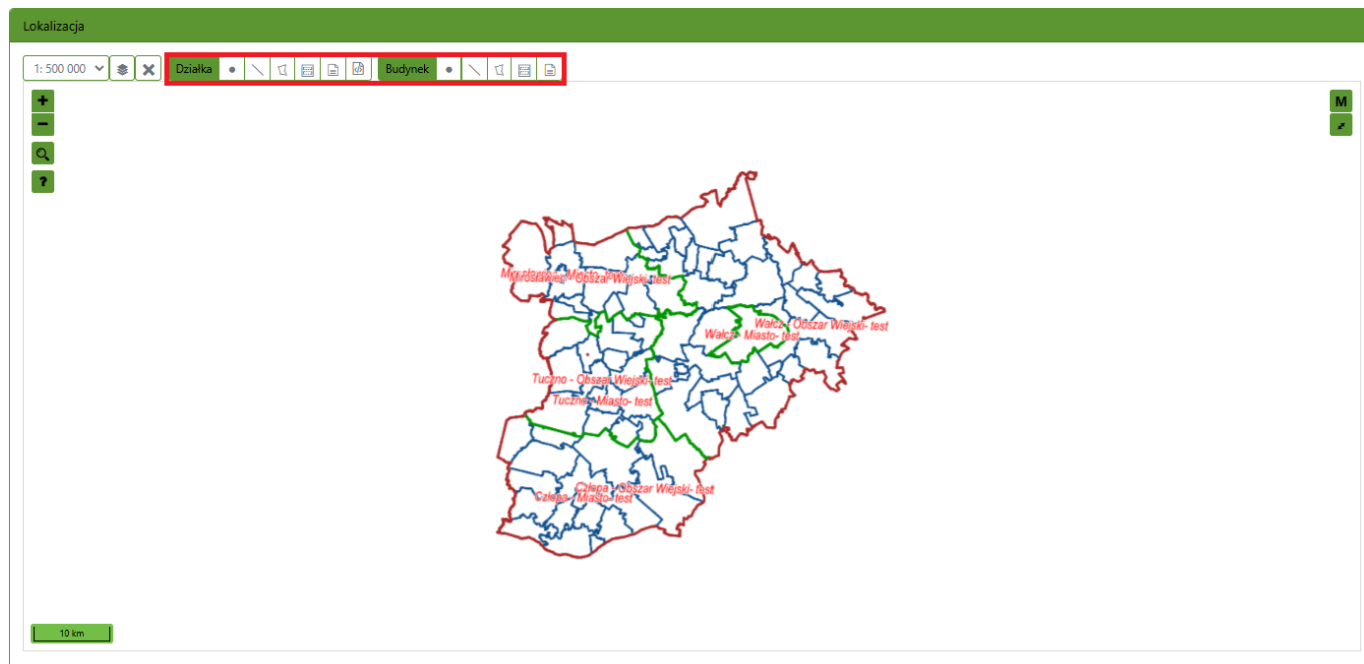 Lokalizacja
1: 500 000 Działka Budynek
+
M
−
?
Mirosławiec - Obszar Wiejski- test
Wałcz - Obszar Wiejski- test
Wałcz - Miasto- test
Tuczno - Obszar Wiejski- test
Tuczno - Miasto- test
Człopa - Obszar Wiejski- test
Człopa - Miasto- test
10 km